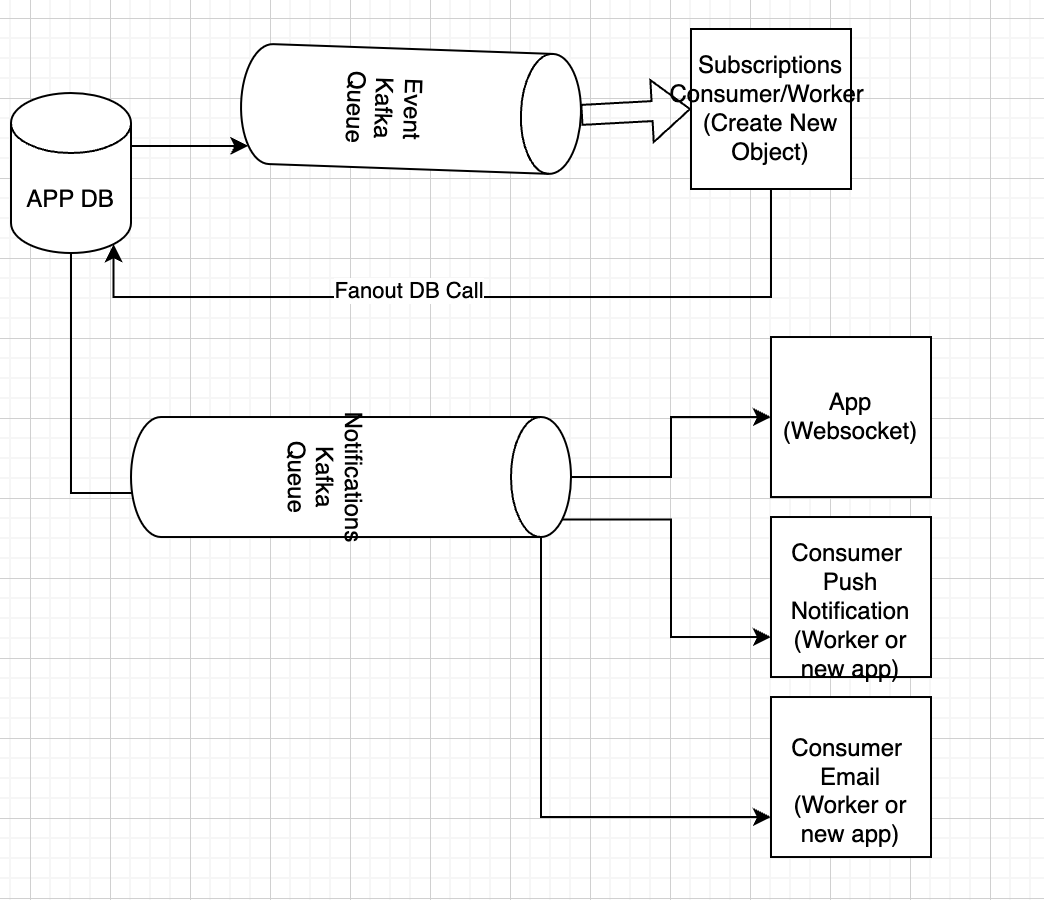 Event
Kafka
Queue
Subscriptions
Consumer/Worker
(Create New
Object)
APP DB
Fanout DB Call
Notifications
Kafka
Queue
App
(Websocket)
Consumer
Push
Notification
(Worker or
new app)
Consumer
Email
(Worker or
new app)